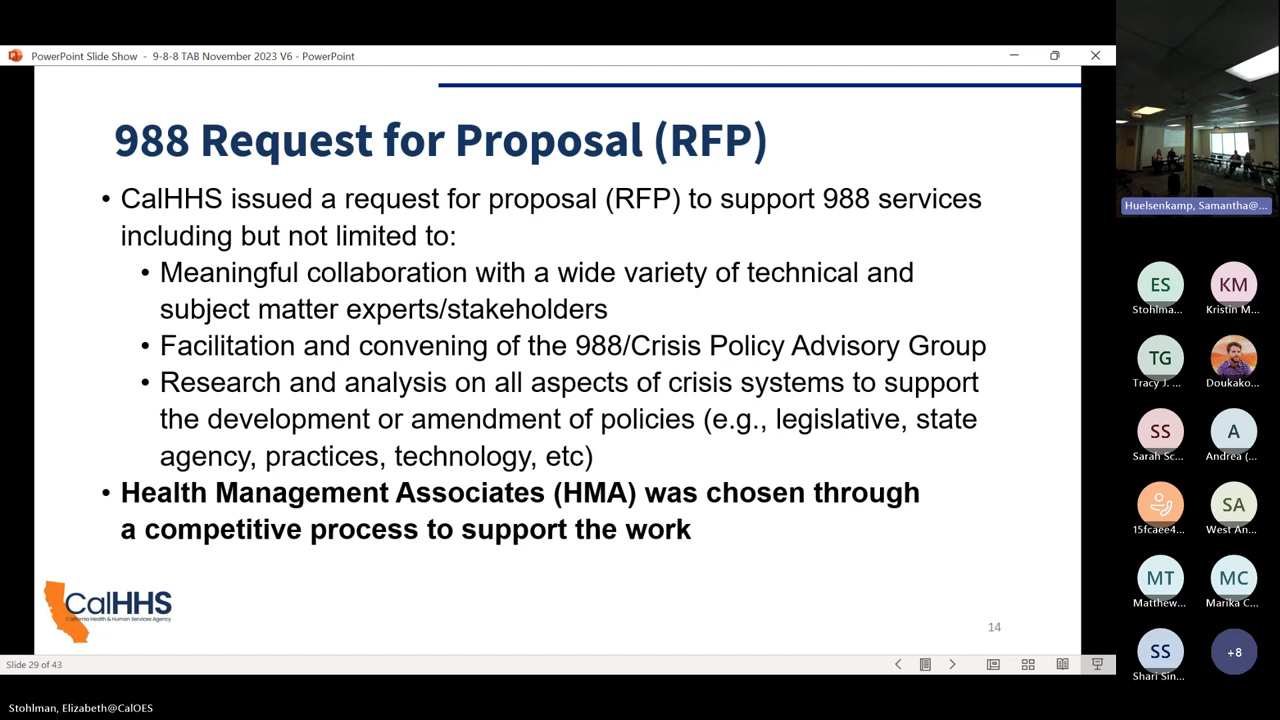 PowerPoint Slide Show - 9-8-8 TAB November 2023 V6 - PowerPoint
988 Request for Proposal (RFP)
• CalHHS issued a request for proposal (RFP) to support 988 services
including but not limited to:
• Meaningful collaboration with a wide variety of technical and
subject matter experts/stakeholders
• Facilitation and convening of the 988/Crisis Policy Advisory Group
• Research and analysis on all aspects of crisis systems to support
the development or amendment of policies (e.g., legislative, state
agency, practices, technology, etc)
• Health Management Associates (HMA) was chosen through
a competitive process to support the work
CalHHS
California Health & Human Services Agency
14
Slide 29 of 43
Stohlman, Elizabeth@CalOES
Huelsenkamp, Samantha@...
ES
KM
Stohlma...
Kristin M...
TG
Tracy J. ...
Doukako...
SS
A
Sarah Sc...
Andrea (...
SA
15fcaee4...
West An...
MT
MC
Matthew...
Marika C...
SS
+8
Shari Sin...